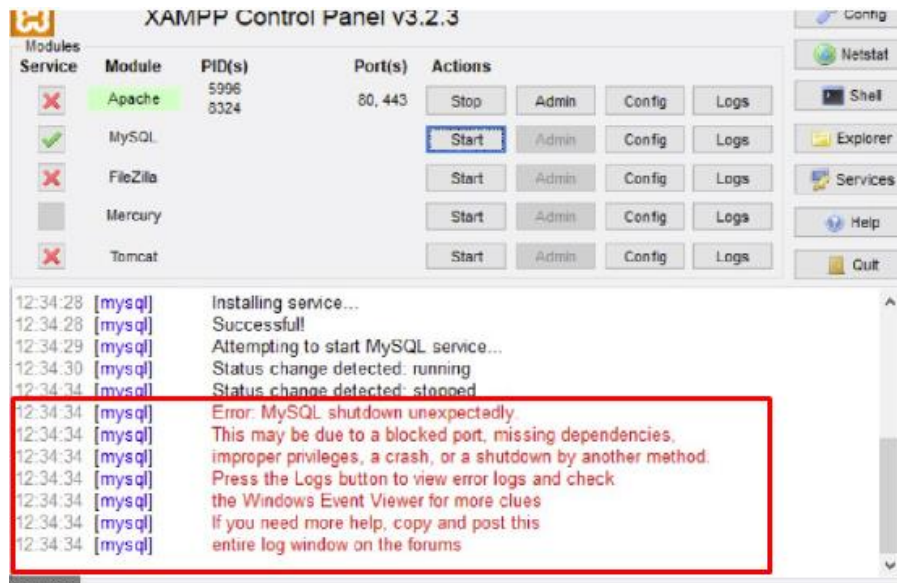 XAMPP Control Panel v3.2.3
Config
Modules
Netstat
Service Module PID(s) Port(s) Actions
Apache 5996 8324 80, 443 Stop Admin Config Logs
Shell
MySQL Start Admin Config Logs
Explorer
FileZilla Start Admin Config Logs
Services
Mercury Start Admin Config Logs
Help
Tomcat Start Admin Config Logs
Quit
12:34:28 [mysql] Installing service...
12:34:28 [mysql] Successful!
12:34:29 [mysql] Attempting to start MySQL service...
12:34:30 [mysql] Status change detected: running
12:34:34 [mysql] Status change detected: stopped
12:34:34 [mysql] Error: MySQL shutdown unexpectedly.
12:34:34 [mysql] This may be due to a blocked port, missing dependencies,
12:34:34 [mysql] improper privileges, a crash, or a shutdown by another method.
12:34:34 [mysql] Press the Logs button to view error logs and check
12:34:34 [mysql] the Windows Event Viewer for more clues
12:34:34 [mysql] If you need more help, copy and post this
12:34:34 [mysql] entire log window on the forums